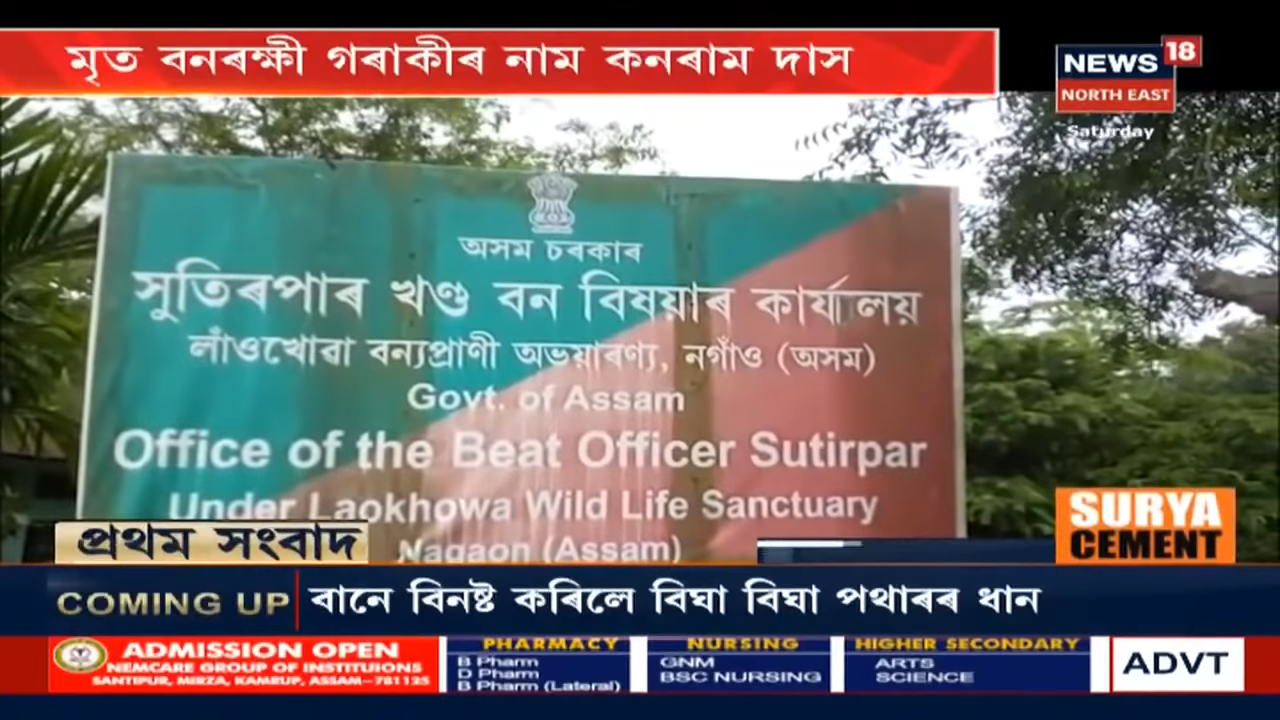 মৃত বনৰক্ষী গৰাকীৰ নাম কনৰাম দাস
NEWS 18
NORTH EAST
Saturday
অসম চৰকাৰ
সুতিৰপাৰ খণ্ড বন বিষয়াৰ কাৰ্যালয়
লাঁওখোৱা বন্যপ্ৰাণী অভয়াৰণ্য, নগাঁও (অসম)
Govt. of Assam
Office of the Beat Officer Sutirpar
Under Laokhowa Wild Life Sanctuary
Nagaon (Assam)
প্ৰথম সংবাদ
SURYA
CEMENT
COMING UP
বানে বিনষ্ট কৰিলে বিঘা বিঘা পথাৰৰ ধান
ADMISSION OPEN
NEMCARE GROUP OF INSTITUIONS
SANTIPUR, MIRZA, KAMRUP, ASSAM-781125
PHARMACY
B Pharm
D Pharm
B Pharm (Lateral)
NURSING
GNM
BSC NURSING
HIGHER SECONDARY
ARTS
SCIENCE
ADVT